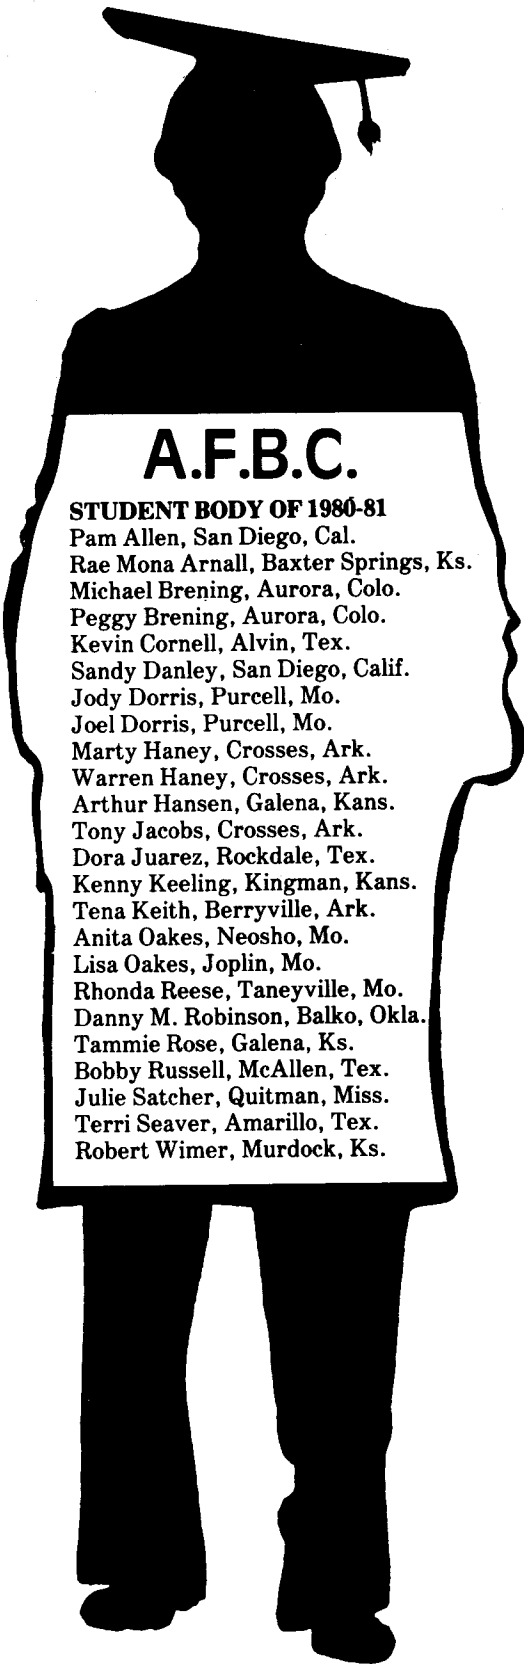 A.F.B.C.
STUDENT BODY OF 1980-81
Pam Allen, San Diego, Cal.
Rae Mona Arnall, Baxter Springs, Ks.
Michael Brening, Aurora, Colo.
Peggy Brening, Aurora, Colo.
Kevin Cornell, Alvin, Tex.
Sandy Danley, San Diego, Calif.
Jody Dorris, Purcell, Mo.
Joel Dorris, Purcell, Mo.
Marty Haney, Crosses, Ark.
Warren Haney, Crosses, Ark.
Arthur Hansen, Galena, Kans.
Tony Jacobs, Crosses, Ark.
Dora Juarez, Rockdale, Tex.
Kenny Keeling, Kingman, Kans.
Tena Keith, Berryville, Ark.
Anita Oakes, Neosho, Mo.
Lisa Oakes, Joplin, Mo.
Rhonda Reese, Taneyville, Mo.
Danny M. Robinson, Balko, Okla.
Tammie Rose, Galena, Ks.
Bobby Russell, McAllen, Tex.
Julie Satcher, Quitman, Miss.
Terri Seaver, Amarillo, Tex.
Robert Wimer, Murdock, Ks.